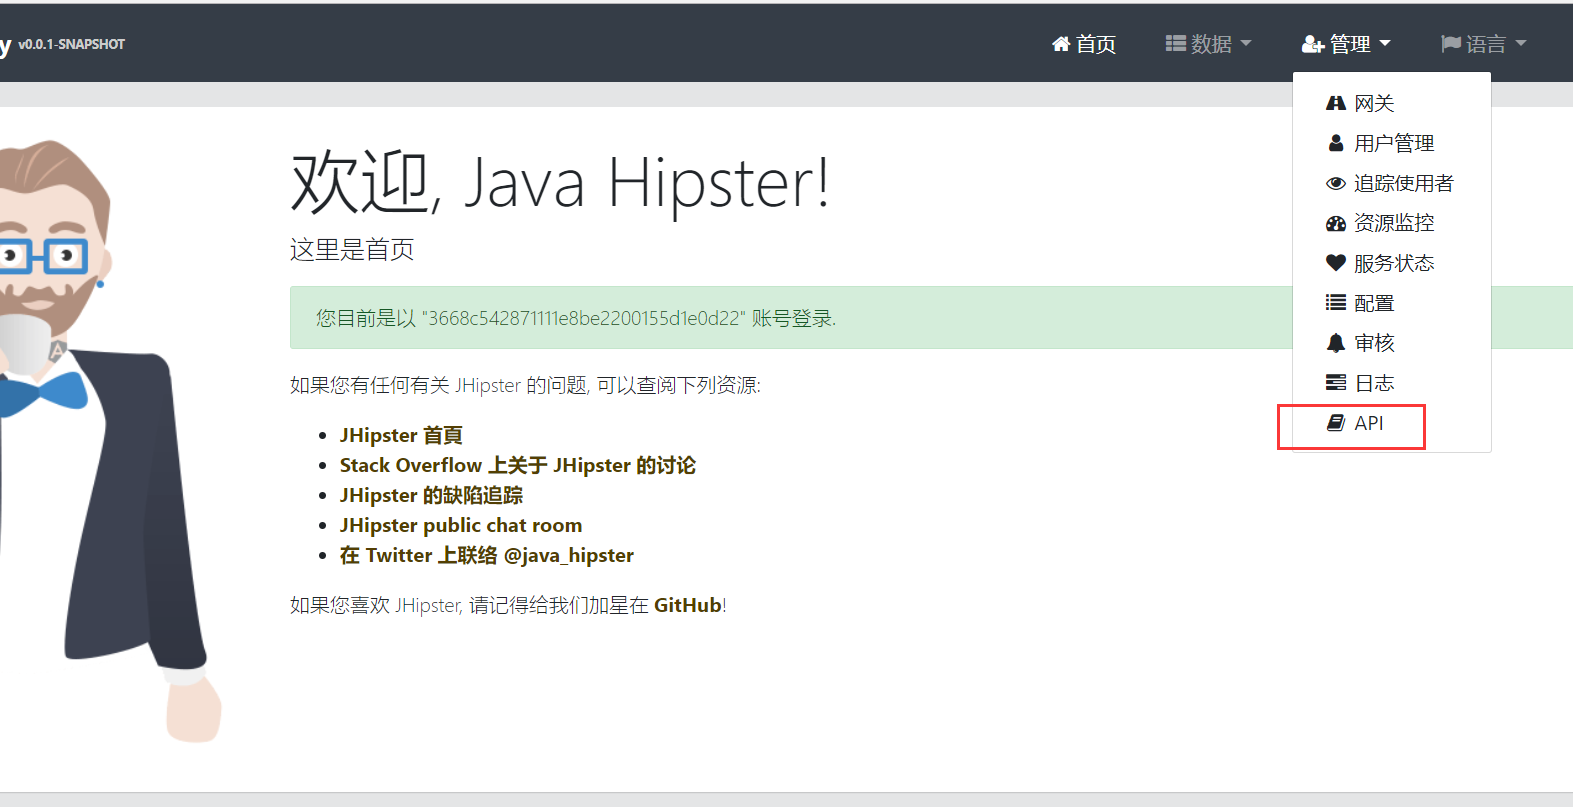 y v0.0.1-SNAPSHOT
首页 数据 管理 语言
网关
用户管理
追踪使用者
资源监控
服务状态
配置
审核
日志
API
欢迎, Java Hipster!
这里是首页
您目前是以 "3668c542871111e8be2200155d1e0d22" 账号登录.
如果您有任何有关 JHipster 的问题, 可以查阅下列资源:
JHipster 首頁
Stack Overflow 上关于 JHipster 的讨论
JHipster 的缺陷追踪
JHipster public chat room
在 Twitter 上联络 @java_hipster
如果您喜欢 JHipster, 请记得给我们加星在 GitHub!